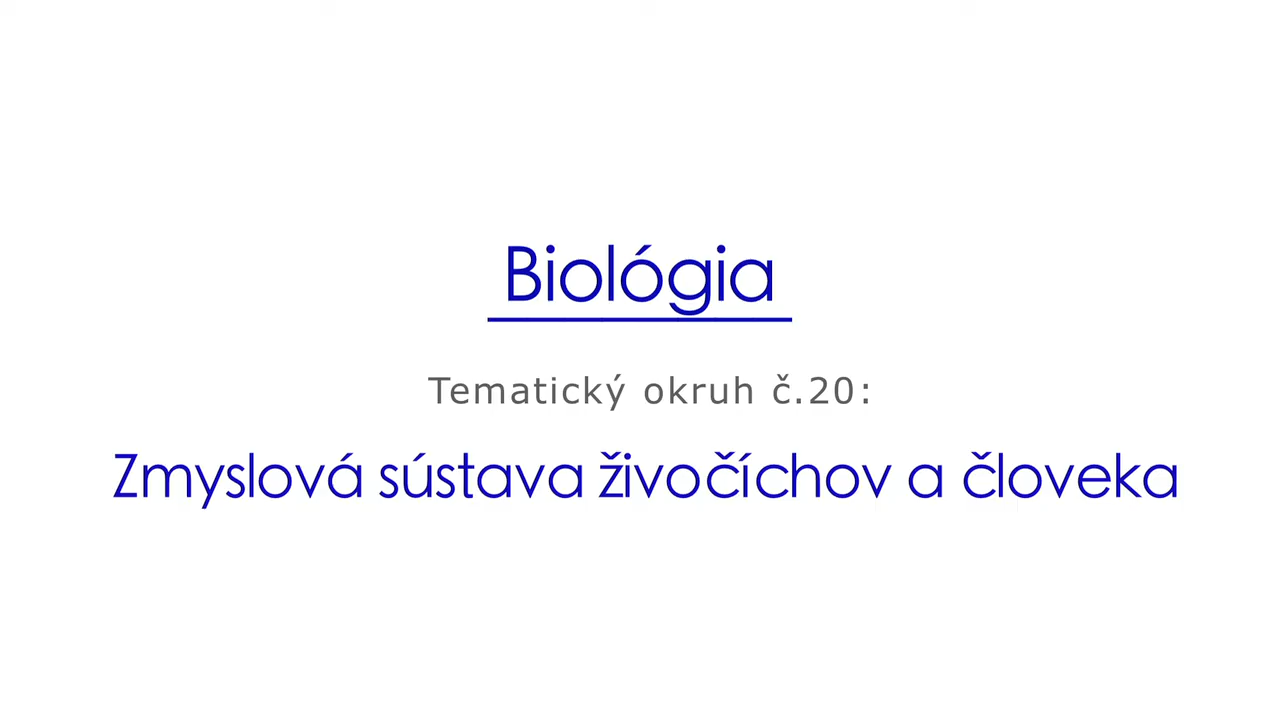 Biológia
Tematický okruh č.20:
Zmyslová sústava živočíchov a človeka